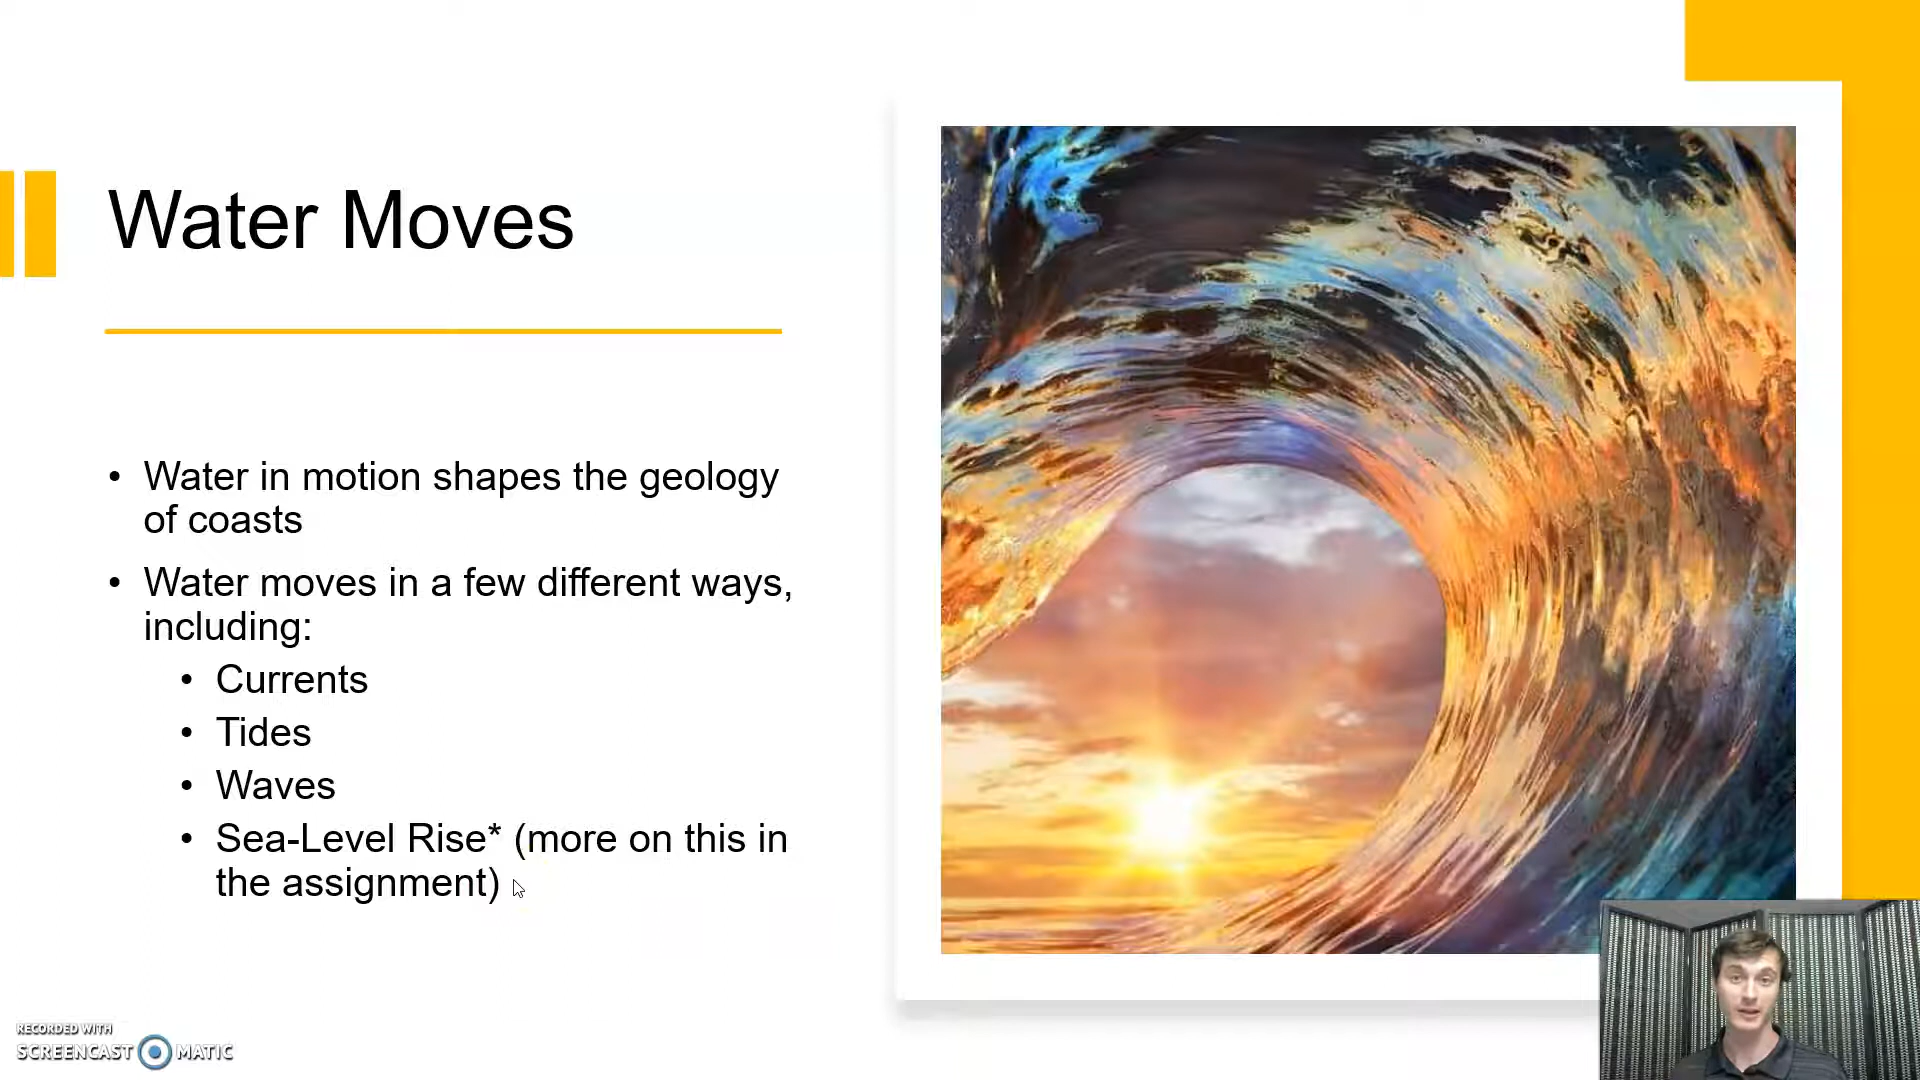 Water Moves
• Water in motion shapes the geology
of coasts
• Water moves in a few different ways,
including:
• Currents
• Tides
• Waves
• Sea-Level Rise* (more on this in
the assignment)
RECORDED WITH
SCREENCAST MATIC